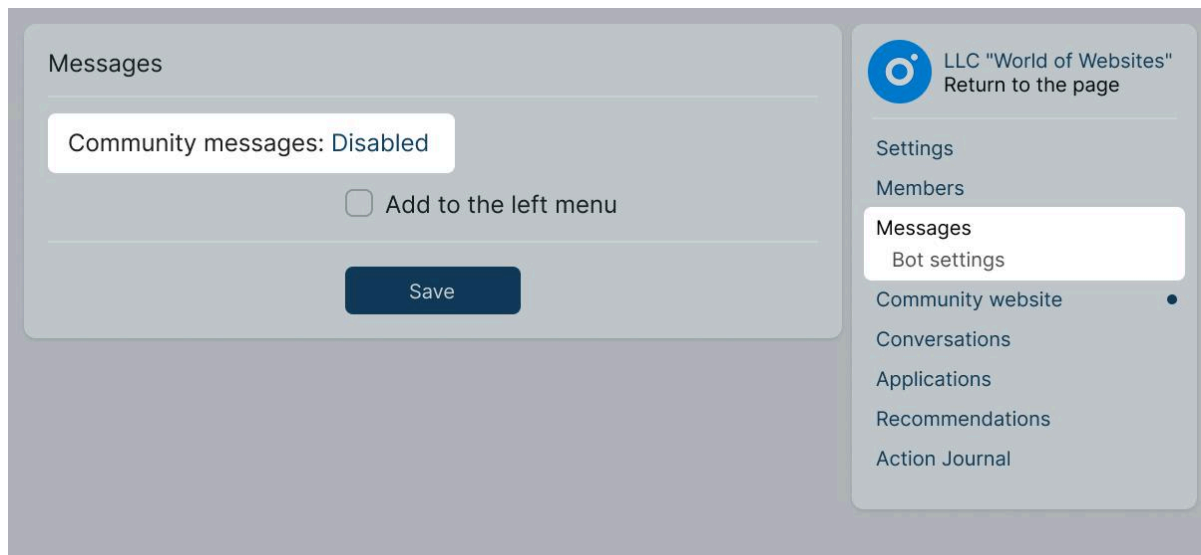 Messages
Community messages: Disabled
Add to the left menu
Save
LLC "World of Websites"
Return to the page
Settings
Members
Messages
Bot settings
Community website
Conversations
Applications
Recommendations
Action Journal